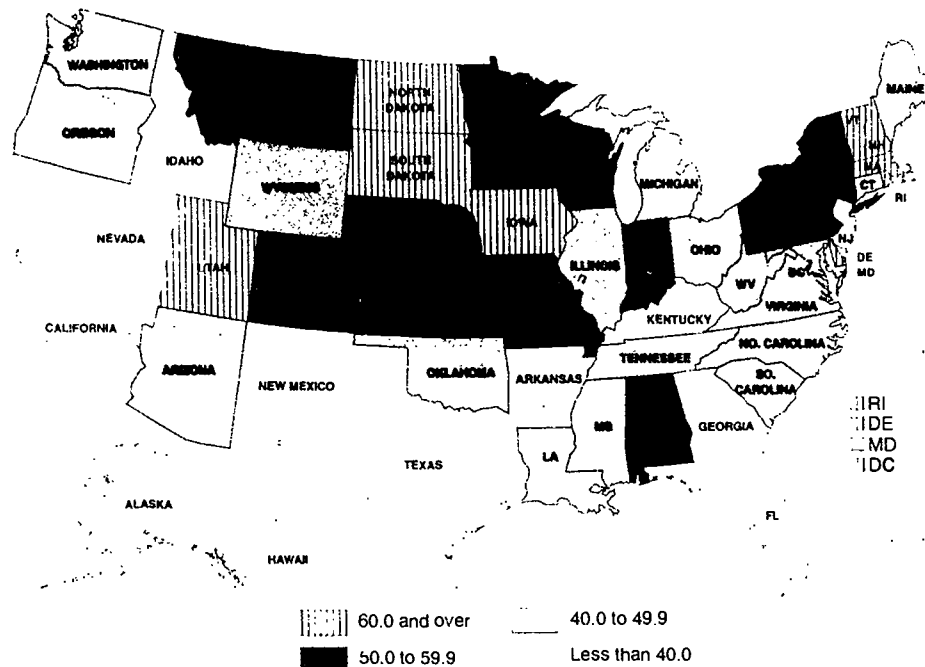 WASHINGTON
MAINE
NORTH
DAKOTA
VT
OREGON
NH
IDAHO
SOUTH
DAKOTA
MA
WYOMING
MICHIGAN
CT
RI
IOWA
NEVADA
NJ
OHIO
DE
UTAH
ILLINOIS
MD
WV
VIRGINIA
KENTUCKY
CALIFORNIA
NO. CAROLINA
TENNESSEE
ARIZONA
OKLAHOMA
ARKANSAS
SO.
CAROLINA
NEW MEXICO
RI
MS
GEORGIA
DE
LA
MD
TEXAS
DC
ALASKA
FL
HAWAII
60.0 and over
40.0 to 49.9
50.0 to 59.9
Less than 40.0